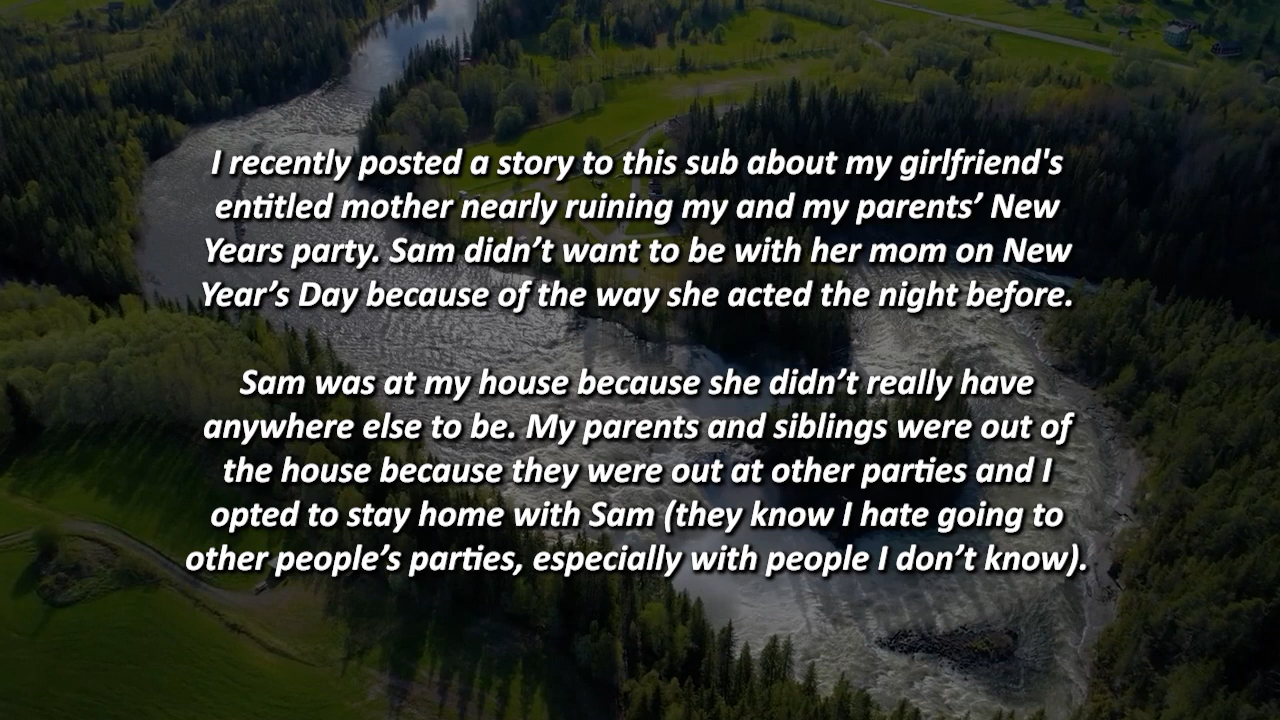 I recently posted a story to this sub about my girlfriend's
entitled mother nearly ruining my and my parents’ New
Years party. Sam didn’t want to be with her mom on New
Year’s Day because of the way she acted the night before.
Sam was at my house because she didn’t really have
anywhere else to be. My parents and siblings were out of
the house because they were out at other parties and I
opted to stay home with Sam (they know I hate going to
other people’s parties, especially with people I don’t know).